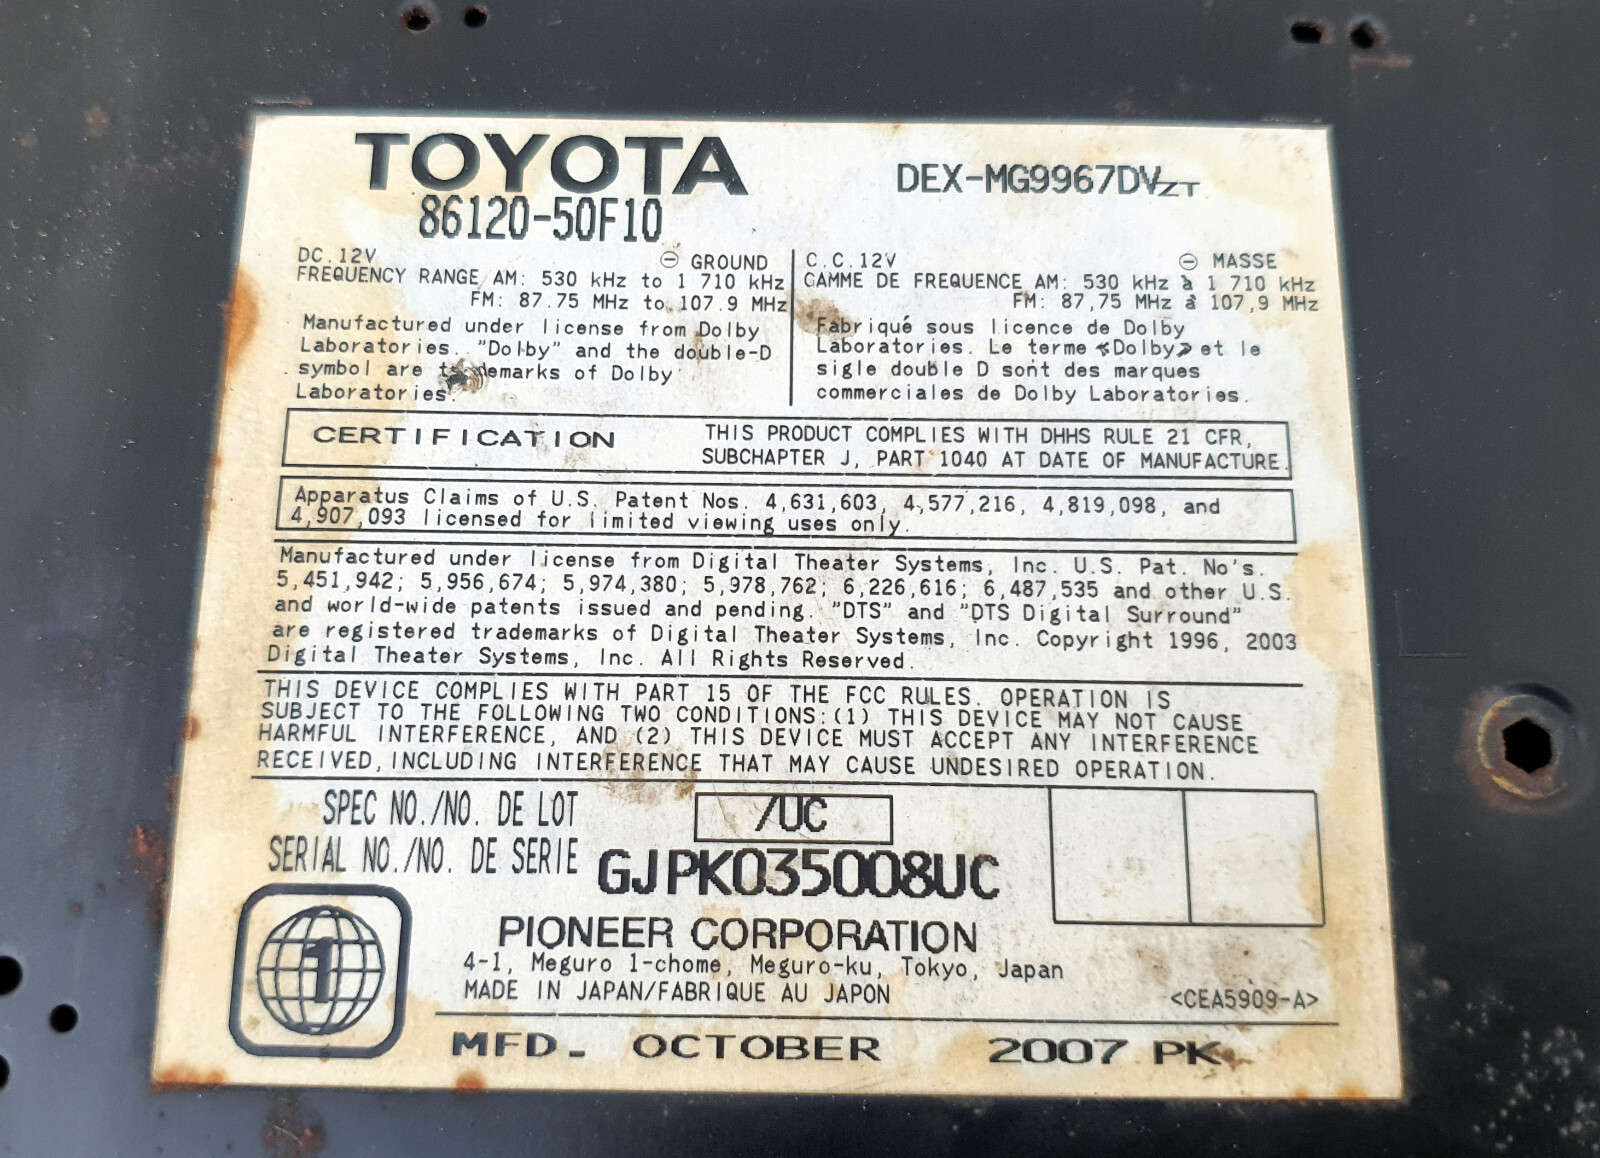 TOYOTA
86120-50F10
DEX-MG9967DVZT
DC.12V ⊖ GROUND
FREQUENCY RANGE AM: 530 kHz to 1 710 kHz
FM: 87.75 MHz to 107.9 MHz
Manufactured under license from Dolby
Laboratories. "Dolby" and the double-D
symbol are of Dolby
Laboratories.
C.C.12V ⊖ MASSE
GAMME DE FREQUENCE AM: 530 kHz à 1 710 kHz
FM: 87,75 MHz à 107,9 MHz
Fabriqué sous licence de Dolby
Laboratories. Le terme «Dolby» et le
sigle double D sont des marques
commerciales de Dolby Laboratories.
CERTIFICATION
THIS PRODUCT COMPLIES WITH DHHS RULE 21 CFR,
SUBCHAPTER J, PART 1040 AT DATE OF MANUFACTURE.
Apparatus Claims of U.S. Patent Nos. 4,631,603, 4,577,216, 4,819,098, and
4,907,093 licensed for limited viewing uses only.
Manufactured under license from Digital Theater Systems, Inc. U.S. Pat. No's.
5,451,942; 5,956,674; 5,974,380; 5,978,762; 6,226,616; 6,487,535 and other U.S.
and world-wide patents issued and pending. "DTS" and "DTS Digital Surround"
are registered trademarks of Digital Theater Systems, Inc. Copyright 1996, 2003
Digital Theater Systems, Inc. All Rights Reserved.
THIS DEVICE COMPLIES WITH PART 15 OF THE FCC RULES. OPERATION IS
SUBJECT TO THE FOLLOWING TWO CONDITIONS:(1) THIS DEVICE MAY NOT CAUSE
HARMFUL INTERFERENCE, AND (2) THIS DEVICE MUST ACCEPT ANY INTERFERENCE
RECEIVED,INCLUDING INTERFERENCE THAT MAY CAUSE UNDESIRED OPERATION.
SPEC NO./NO. DE LOT /UC
SERIAL NO./NO. DE SERIE GJPK035008UC
1
PIONEER CORPORATION
4-1, Meguro 1-chome, Meguro-ku, Tokyo, Japan
MADE IN JAPAN/FABRIQUE AU JAPON
<CEA5909-A>
MFD. OCTOBER 2007 PK